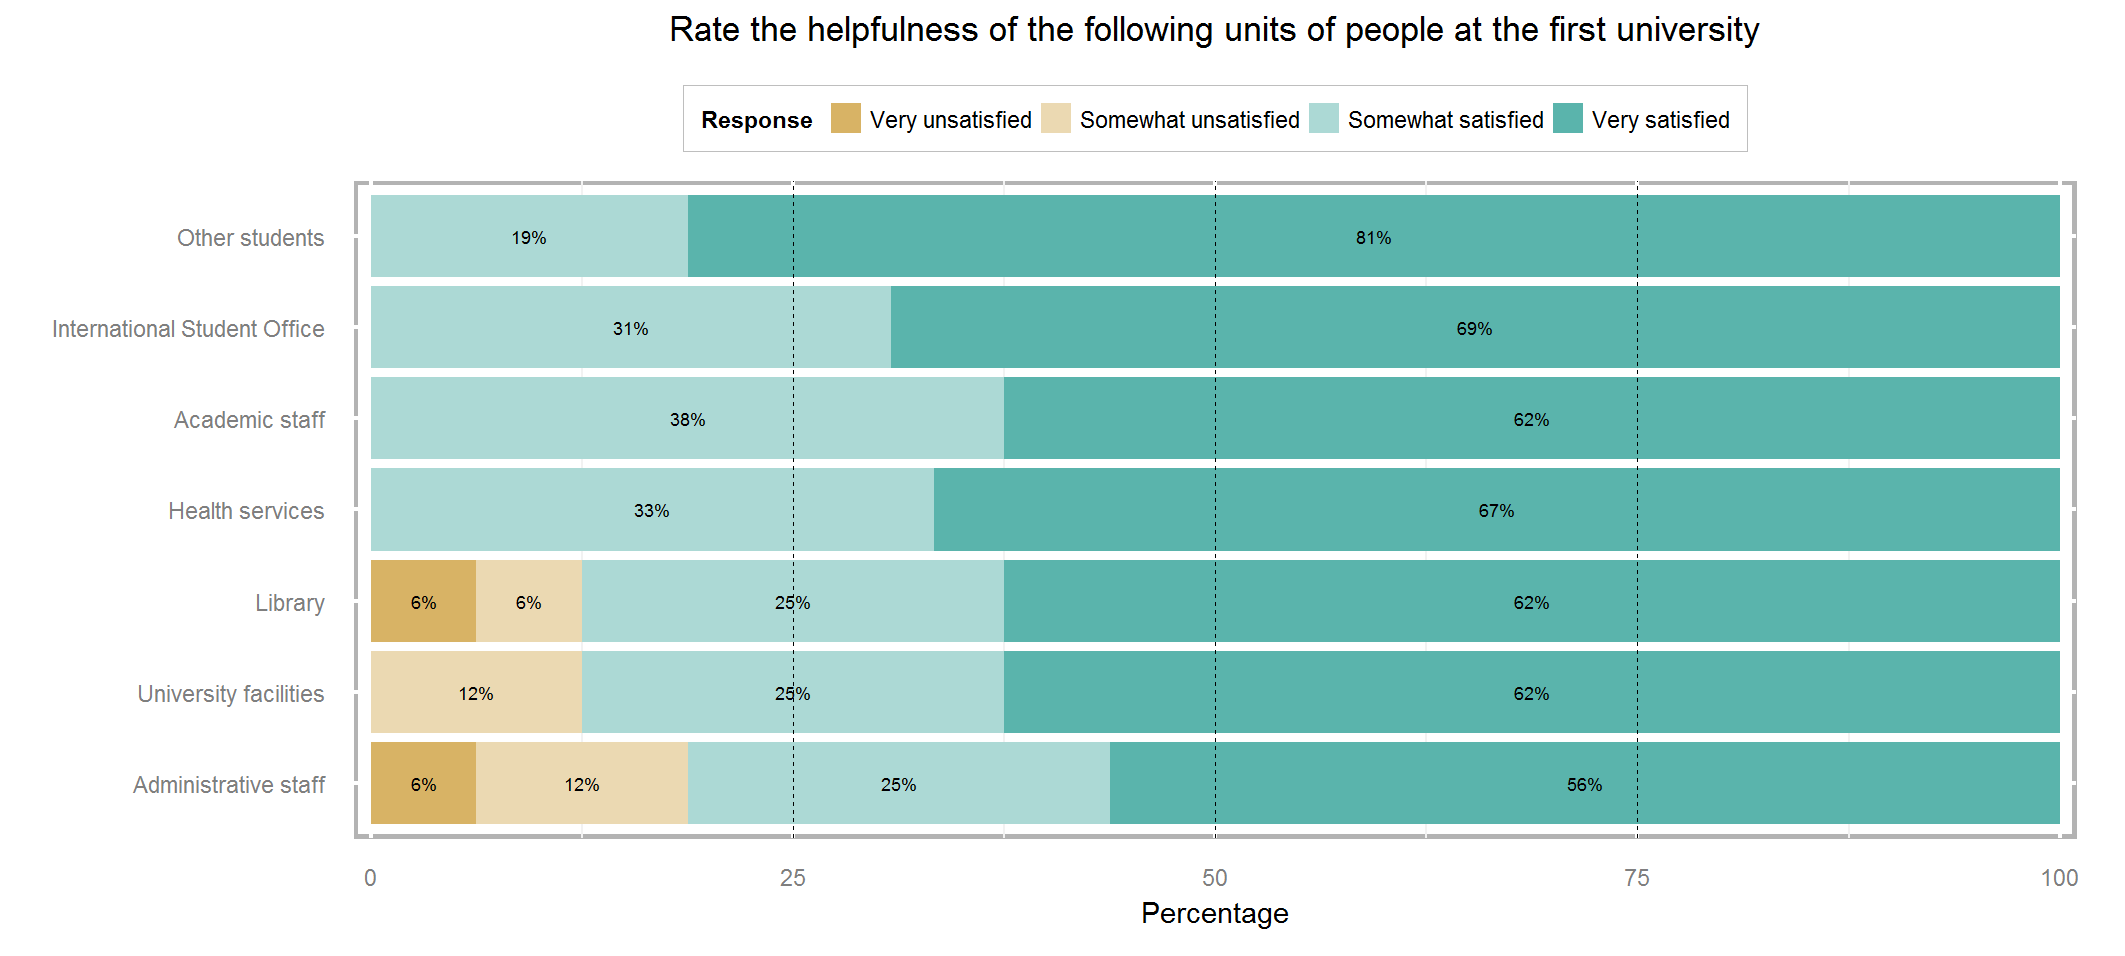 Rate the helpfulness of the following units of people at the first university
Response Very unsatisfied Somewhat unsatisfied Somewhat satisfied Very satisfied
Other students 19% 81%
International Student Office 31% 69%
Academic staff 38% 62%
Health services 33% 67%
Library 6% 6% 25% 62%
University facilities 12% 25% 62%
Administrative staff 6% 12% 25% 56%
0 25 50 75 100
Percentage